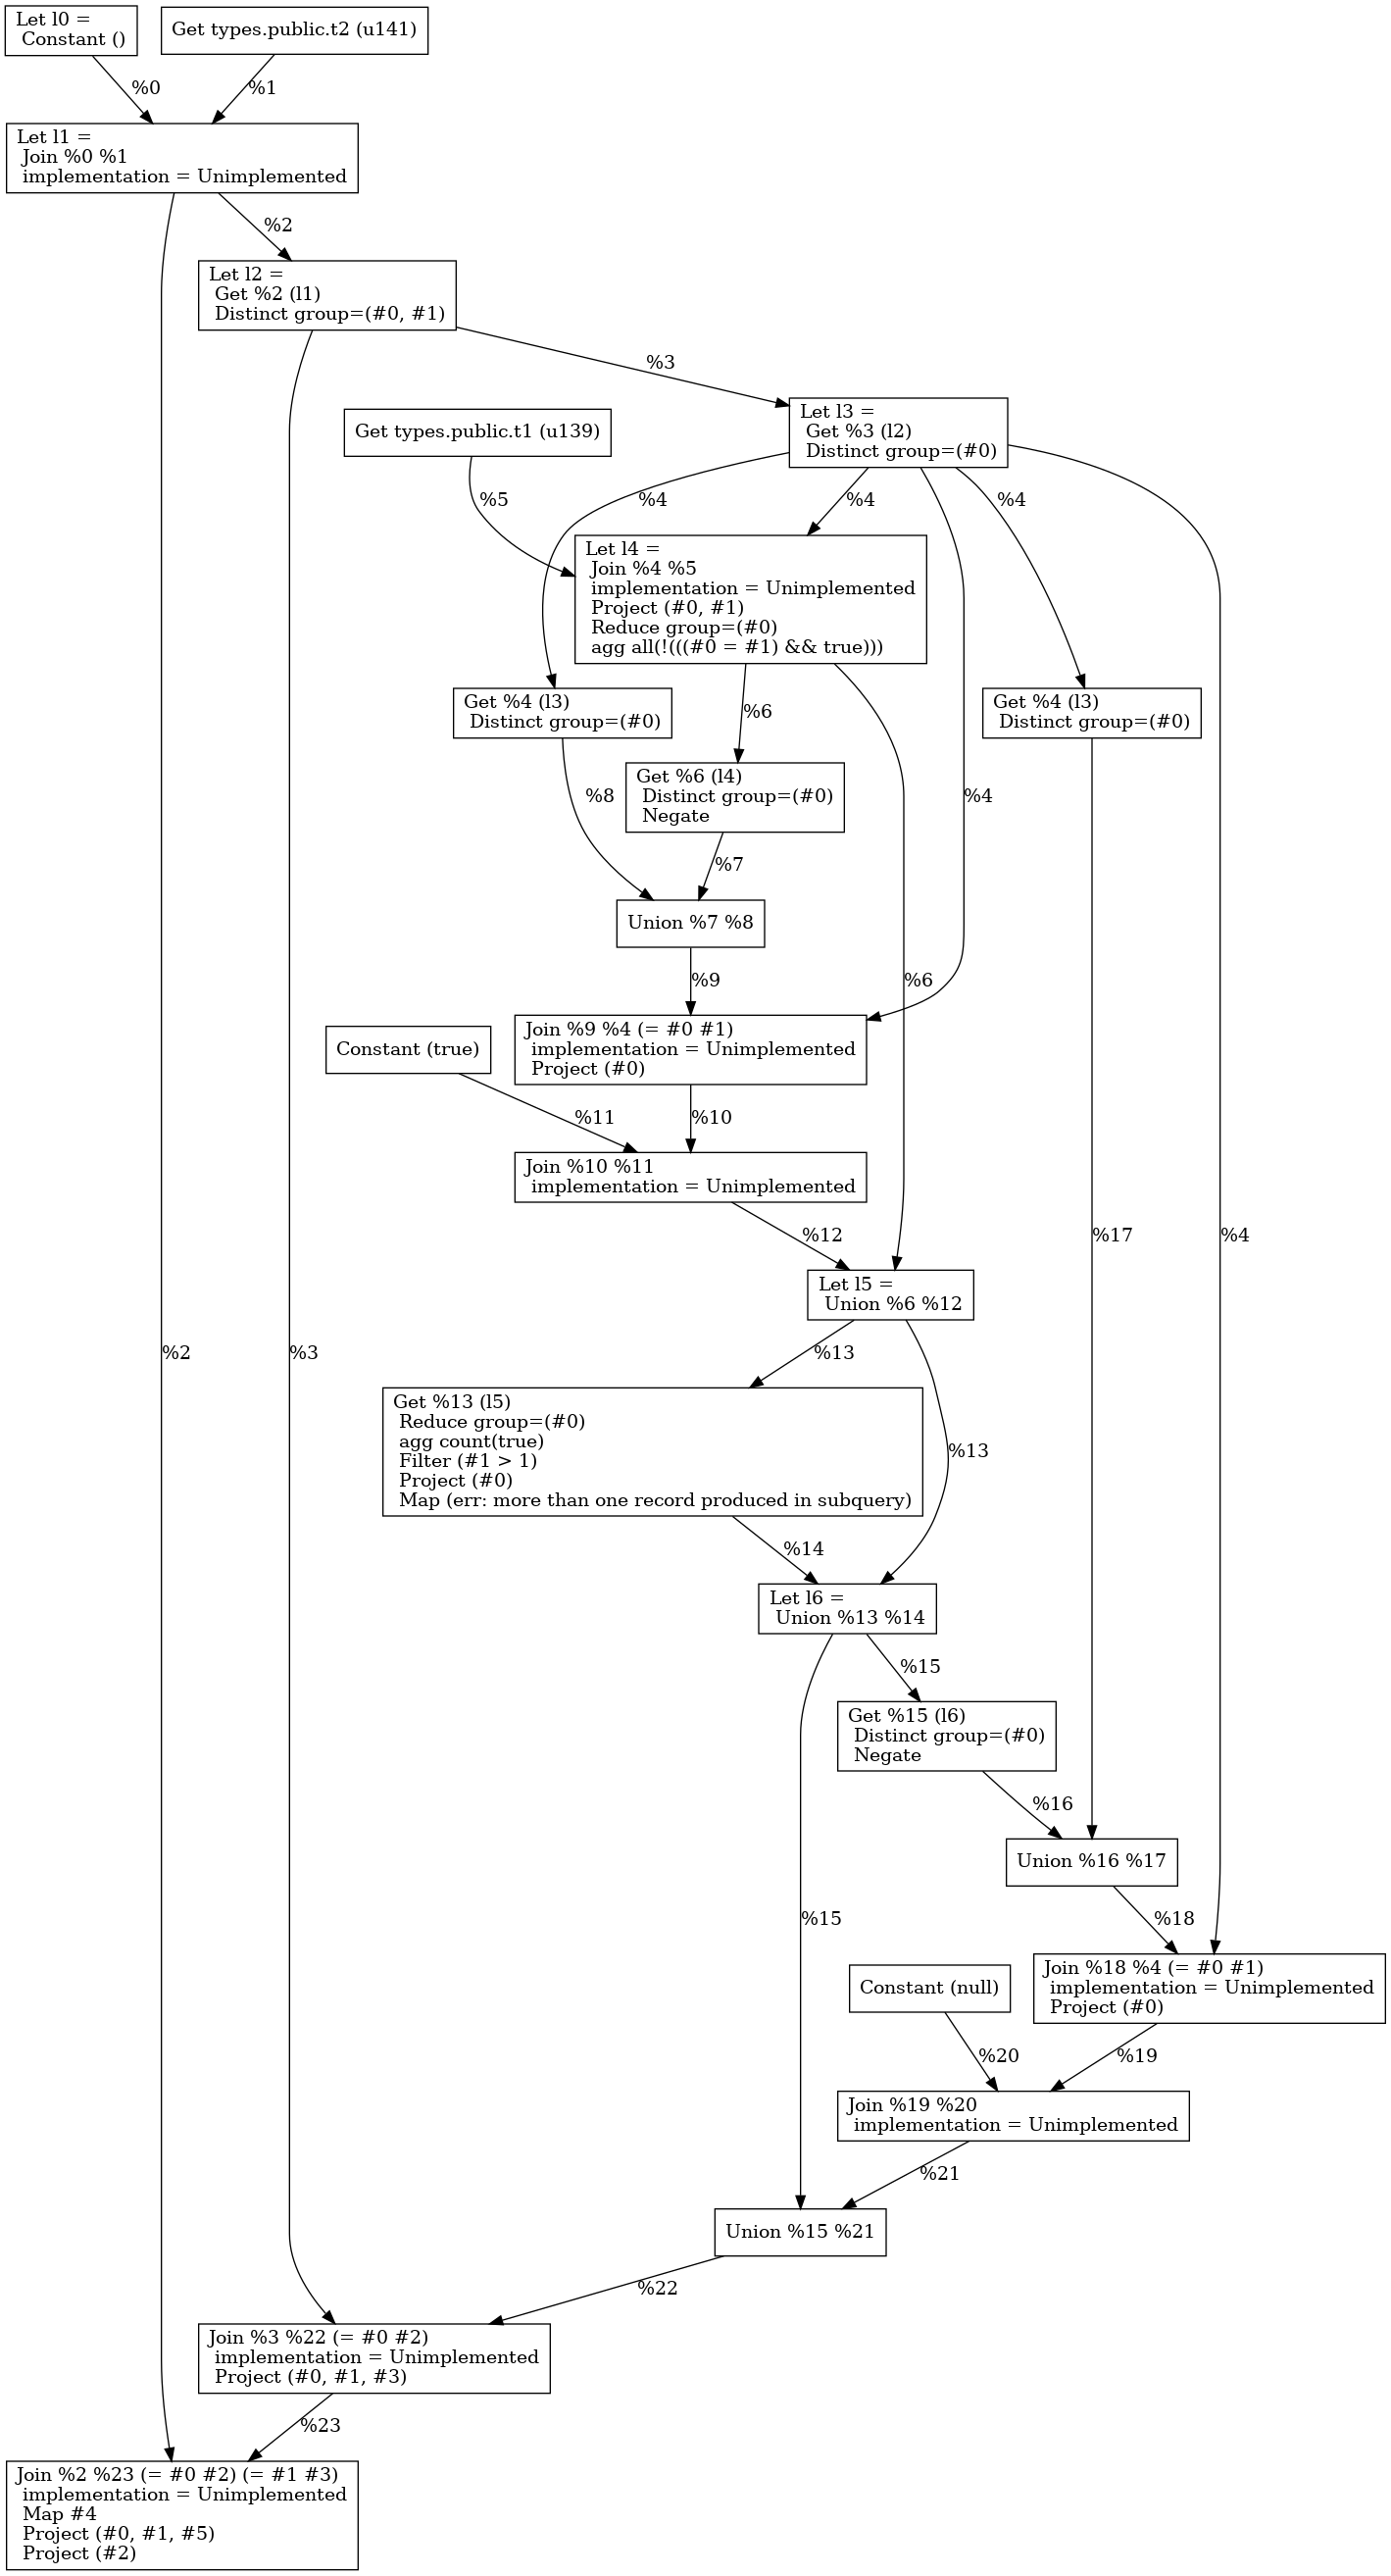 Let l0 =
Constant ()
Get types.public.t2 (u141)
%0
%1
Let l1 =
Join %0 %1
implementation = Unimplemented
%2
Let l2 =
Get %2 (l1)
Distinct group=(#0, #1)
%3
Let l3 =
Get %3 (l2)
Distinct group=(#0)
Get types.public.t1 (u139)
%5
%4
%4
%4
Let l4 =
Join %4 %5
implementation = Unimplemented
Project (#0, #1)
Reduce group=(#0)
agg all(!(((#0 = #1) && true)))
Get %4 (l3)
Distinct group=(#0)
Get %4 (l3)
Distinct group=(#0)
%6
Get %6 (l4)
Distinct group=(#0)
Negate
%8
%4
%7
Union %7 %8
%9
%6
Join %9 %4 (= #0 #1)
implementation = Unimplemented
Project (#0)
Constant (true)
%11
%10
Join %10 %11
implementation = Unimplemented
%12
%17
%4
Let l5 =
Union %6 %12
%2
%3
%13
Get %13 (l5)
Reduce group=(#0)
agg count(true)
Filter (#1 > 1)
Project (#0)
Map (err: more than one record produced in subquery)
%13
%14
Let l6 =
Union %13 %14
%15
Get %15 (l6)
Distinct group=(#0)
Negate
%16
Union %16 %17
%15
%18
Join %18 %4 (= #0 #1)
implementation = Unimplemented
Project (#0)
Constant (null)
%20
%19
Join %19 %20
implementation = Unimplemented
%21
Union %15 %21
%22
Join %3 %22 (= #0 #2)
implementation = Unimplemented
Project (#0, #1, #3)
%23
Join %2 %23 (= #0 #2) (= #1 #3)
implementation = Unimplemented
Map #4
Project (#0, #1, #5)
Project (#2)